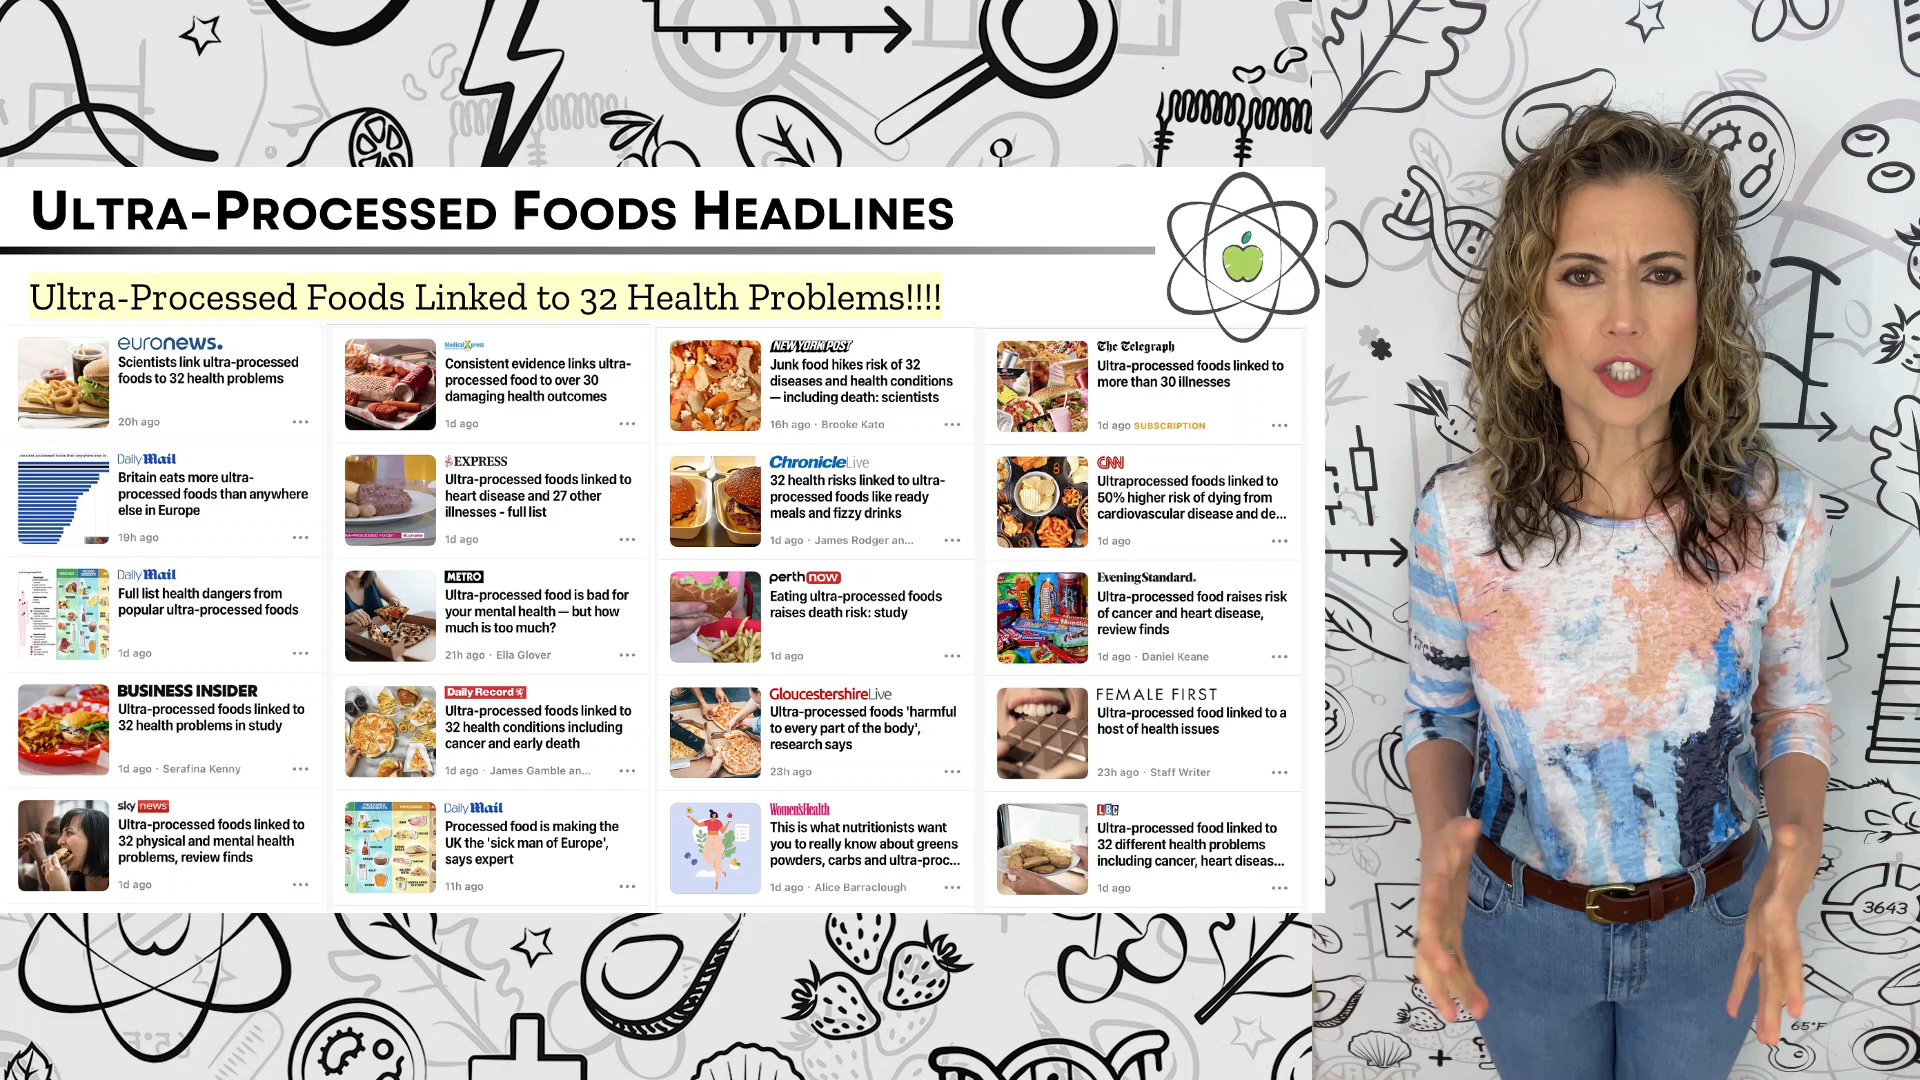 ULTRA-PROCESSED FOODS HEADLINES
Ultra-Processed Foods Linked to 32 Health Problems!!!!
euronews.
Scientists link ultra-processed
foods to 32 health problems
20h ago
Daily Mail
Britain eats more ultra-
processed foods than anywhere
else in Europe
19h ago
Daily Mail
Full list health dangers from
popular ultra-processed foods
1d ago
BUSINESS INSIDER
Ultra-processed foods linked to
32 health problems in study
1d ago · Serafina Kenny
sky news
Ultra-processed foods linked to
32 physical and mental health
problems, review finds
1d ago
MedicalXpress
Consistent evidence links ultra-
processed food to over 30
damaging health outcomes
1d ago
EXPRESS
Ultra-processed foods linked to
heart disease and 27 other
illnesses - full list
1d ago
METRO
Ultra-processed food is bad for
your mental health — but how
much is too much?
21h ago · Ella Glover
Daily Record
Ultra-processed foods linked to
32 health conditions including
cancer and early death
1d ago · James Gamble an...
Daily Mail
Processed food is making the
UK the 'sick man of Europe',
says expert
11h ago
NEW YORK POST
Junk food hikes risk of 32
diseases and health conditions
— including death: scientists
16h ago · Brooke Kato
ChronicleLive
32 health risks linked to ultra-
processed foods like ready
meals and fizzy drinks
1d ago · James Rodger an...
perth now
Eating ultra-processed foods
raises death risk: study
1d ago
GloucestershireLive
Ultra-processed foods 'harmful
to every part of the body',
research says
23h ago
Women'sHealth
This is what nutritionists want
you to really know about greens
powders, carbs and ultra-proc...
1d ago · Alice Barraclough
The Telegraph
Ultra-processed foods linked to
more than 30 illnesses
1d ago SUBSCRIPTION
CNN
Ultraprocessed foods linked to
50% higher risk of dying from
cardiovascular disease and de...
1d ago
Evening Standard.
Ultra-processed food raises risk
of cancer and heart disease,
review finds
1d ago · Daniel Keane
FEMALE FIRST
Ultra-processed food linked to a
host of health issues
23h ago · Staff Writer
LBC
Ultra-processed food linked to
32 different health problems
including cancer, heart diseas...
1d ago
3643
65°F